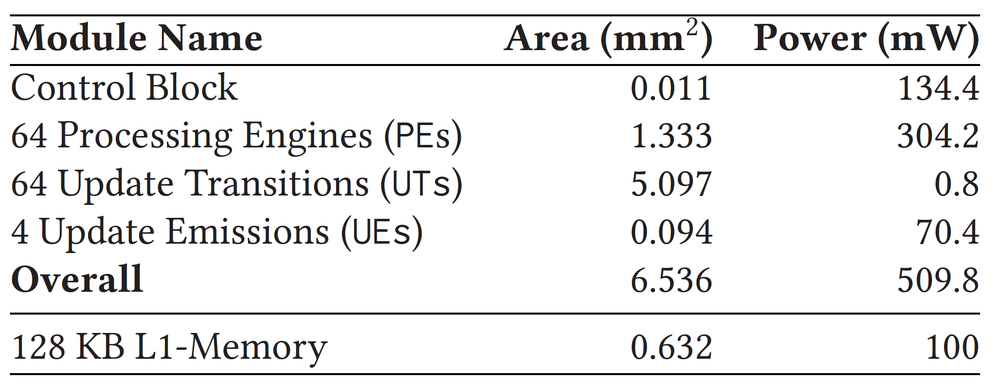 Module Name Area (mm²) Power (mW)
Control Block 0.011 134.4
64 Processing Engines (PEs) 1.333 304.2
64 Update Transitions (UTs) 5.097 0.8
4 Update Emissions (UEs) 0.094 70.4
Overall 6.536 509.8
128 KB L1-Memory 0.632 100